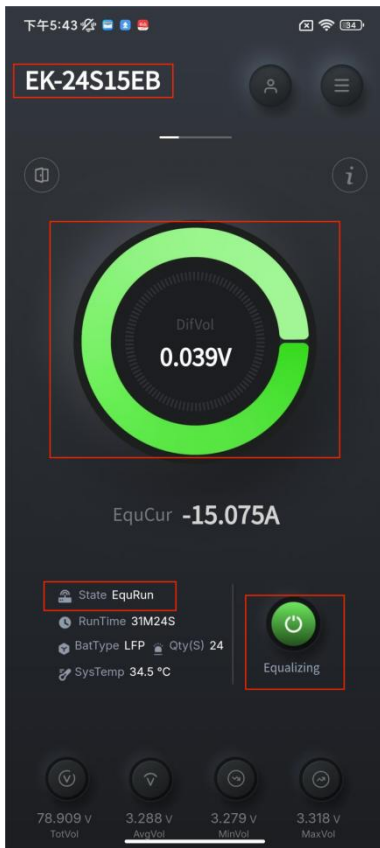 下午5:43
34
EK-24S15EB
i
DifVol
0.039V
EquCur -15.075A
State EquRun
RunTime 31M24S
BatType LFP Qty(S) 24
SysTemp 34.5 °C
Equalizing
78.909 V 3.288 V 3.279 V 3.318 V
TotVol AvgVol MinVol MaxVol